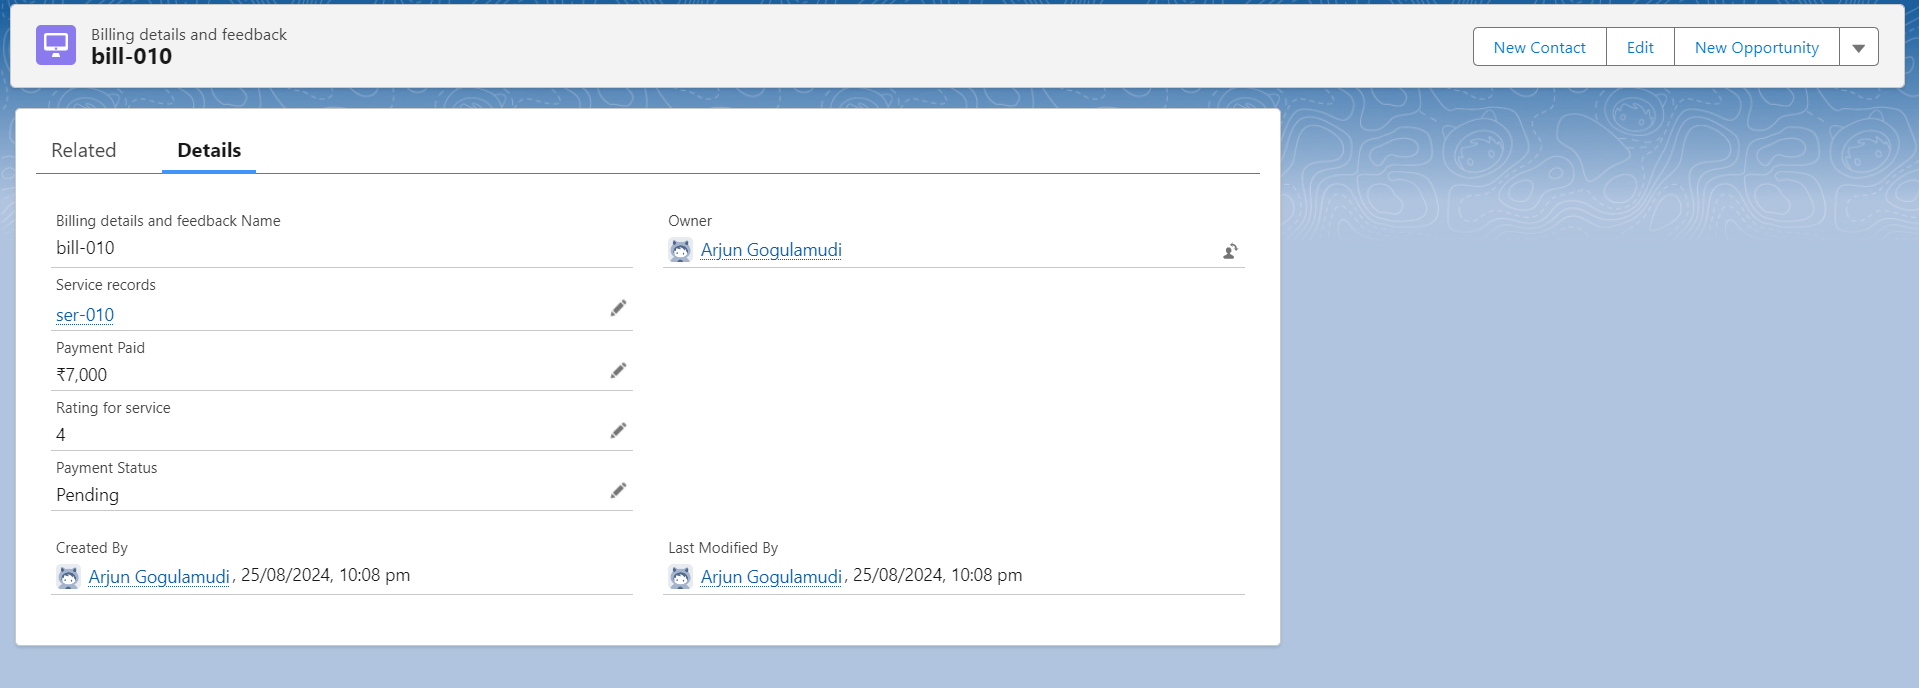 Billing details and feedback
bill-010
New Contact
Edit
New Opportunity
Related
Details
Billing details and feedback Name
bill-010
Owner
Arjun Gogulamudi
Service records
ser-010
Payment Paid
₹7,000
Rating for service
4
Payment Status
Pending
Created By
Arjun Gogulamudi, 25/08/2024, 10:08 pm
Last Modified By
Arjun Gogulamudi, 25/08/2024, 10:08 pm